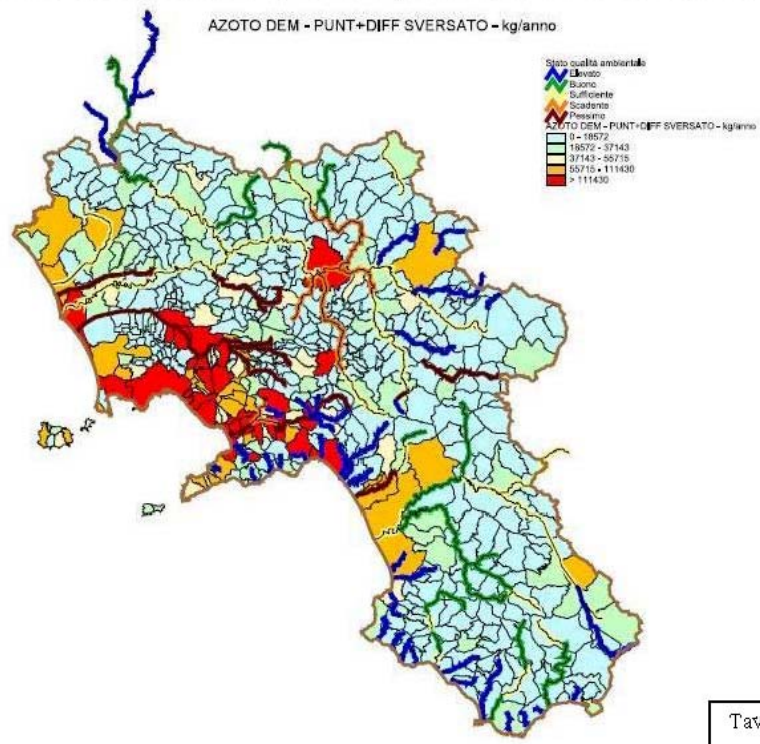 AZOTO DEM - PUNT+DIFF SVERSATO - kg/anno
Stato qualità ambientale
Elevato
Buono
Sufficiente
Scadente
Pessimo
AZOTO DEM - PUNT+DIFF SVERSATO - kg/anno
0 - 18572
18572 - 37143
37143 - 55715
55715 - 111430
> 111430
Tav